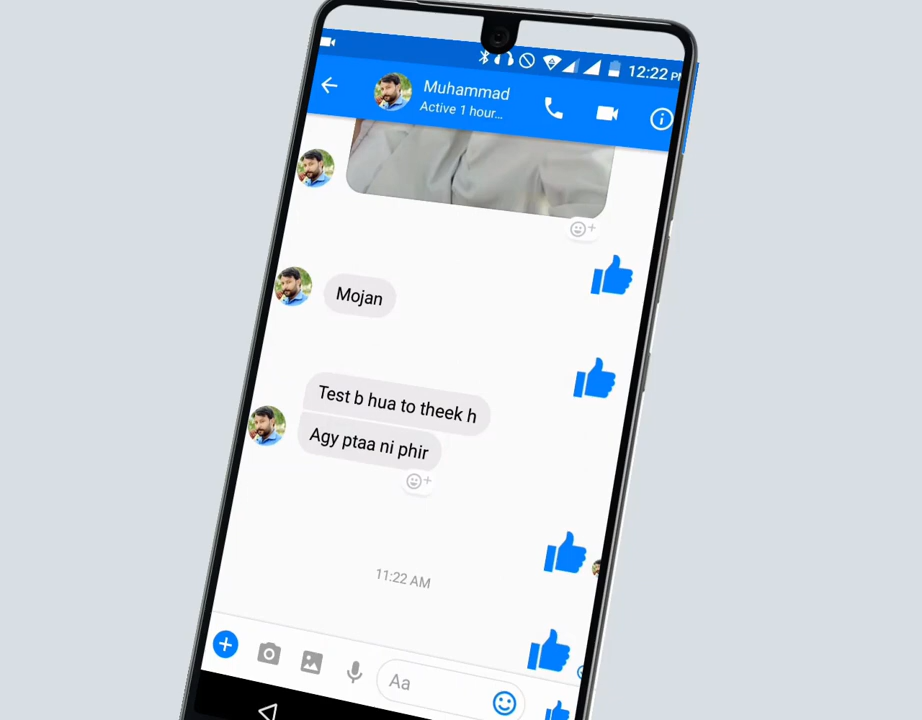 12:22 P
Muhammad
Active 1 hour...
Mojan
Test b hua to theek h
Agy ptaa ni phir
11:22 AM
Aa